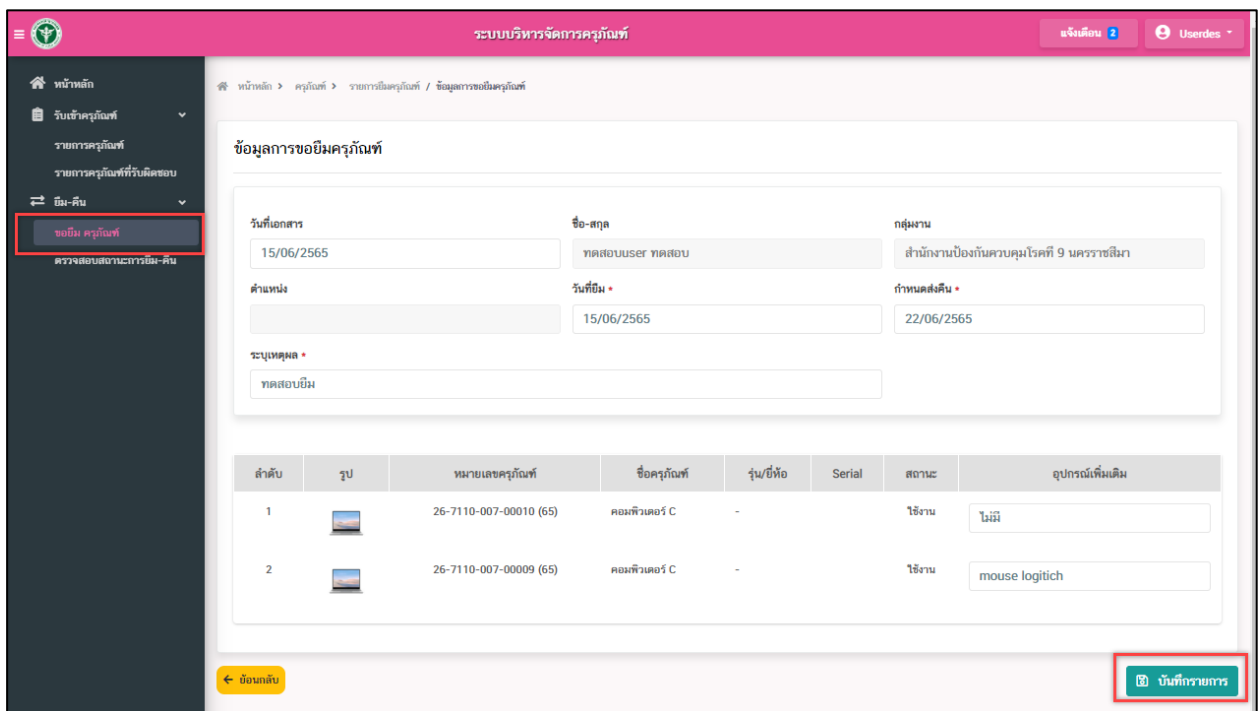 ระบบบริหารจัดการครุภัณฑ์
แจ้งเตือน 2
Userdes
หน้าหลัก
รับเข้าครุภัณฑ์
รายการครุภัณฑ์
รายการครุภัณฑ์ที่รับผิดชอบ
ยืม-คืน
ขอยืม ครุภัณฑ์
ตรวจสอบสถานะการยืม-คืน
หน้าหลัก > ครุภัณฑ์ > รายการยืมครุภัณฑ์ / ข้อมูลการขอยืมครุภัณฑ์
ข้อมูลการขอยืมครุภัณฑ์
วันที่เอกสาร ชื่อ-สกุล กลุ่มงาน
15/06/2565 ทดสอบuser ทดสอบ สำนักงานป้องกันควบคุมโรคที่ 9 นครราชสีมา
ตำแหน่ง วันที่ยืม * กำหนดส่งคืน *
15/06/2565 22/06/2565
ระบุเหตุผล *
ทดสอบยืม
ลำดับ รูป หมายเลขครุภัณฑ์ ชื่อครุภัณฑ์ รุ่น/ยี่ห้อ Serial สถานะ อุปกรณ์เพิ่มเติม
1 26-7110-007-00010 (65) คอมพิวเตอร์ C - ใช้งาน ไม่มี
2 26-7110-007-00009 (65) คอมพิวเตอร์ C - ใช้งาน mouse logitich
← ย้อนกลับ
บันทึกรายการ